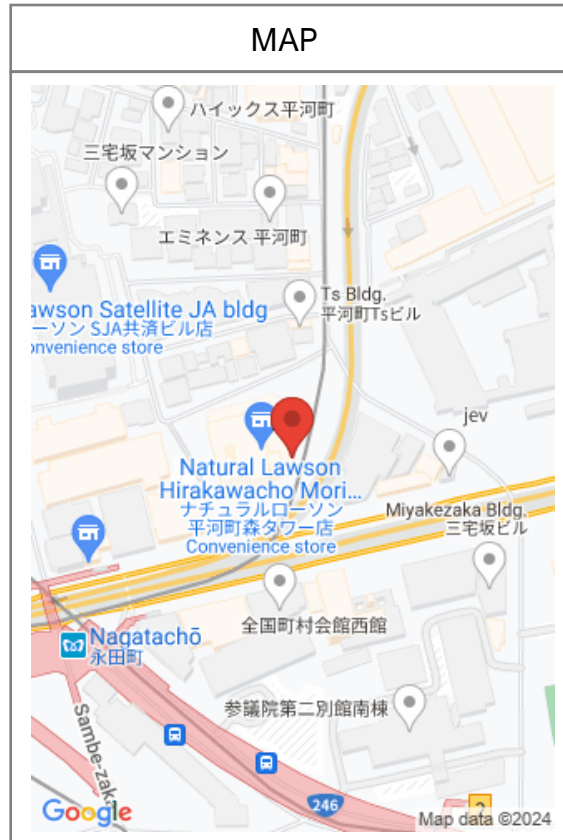 MAP
ハイックス平河町
三宅坂マンション
エミネンス 平河町
Ts Bldg.
平河町Tsビル
awson Satellite JA bldg
ーソン SJA共済ビル店
onvenience store
jev
Natural Lawson
Hirakawacho Mori...
ナチュラルローソン
平河町森タワー店
Convenience store
Miyakezaka Bldg.
三宅坂ビル
全国町村会館西館
Nagatachō
永田町
参議院第二別館南棟
Sambe-zaka
246
2
Google
Map data ©2024